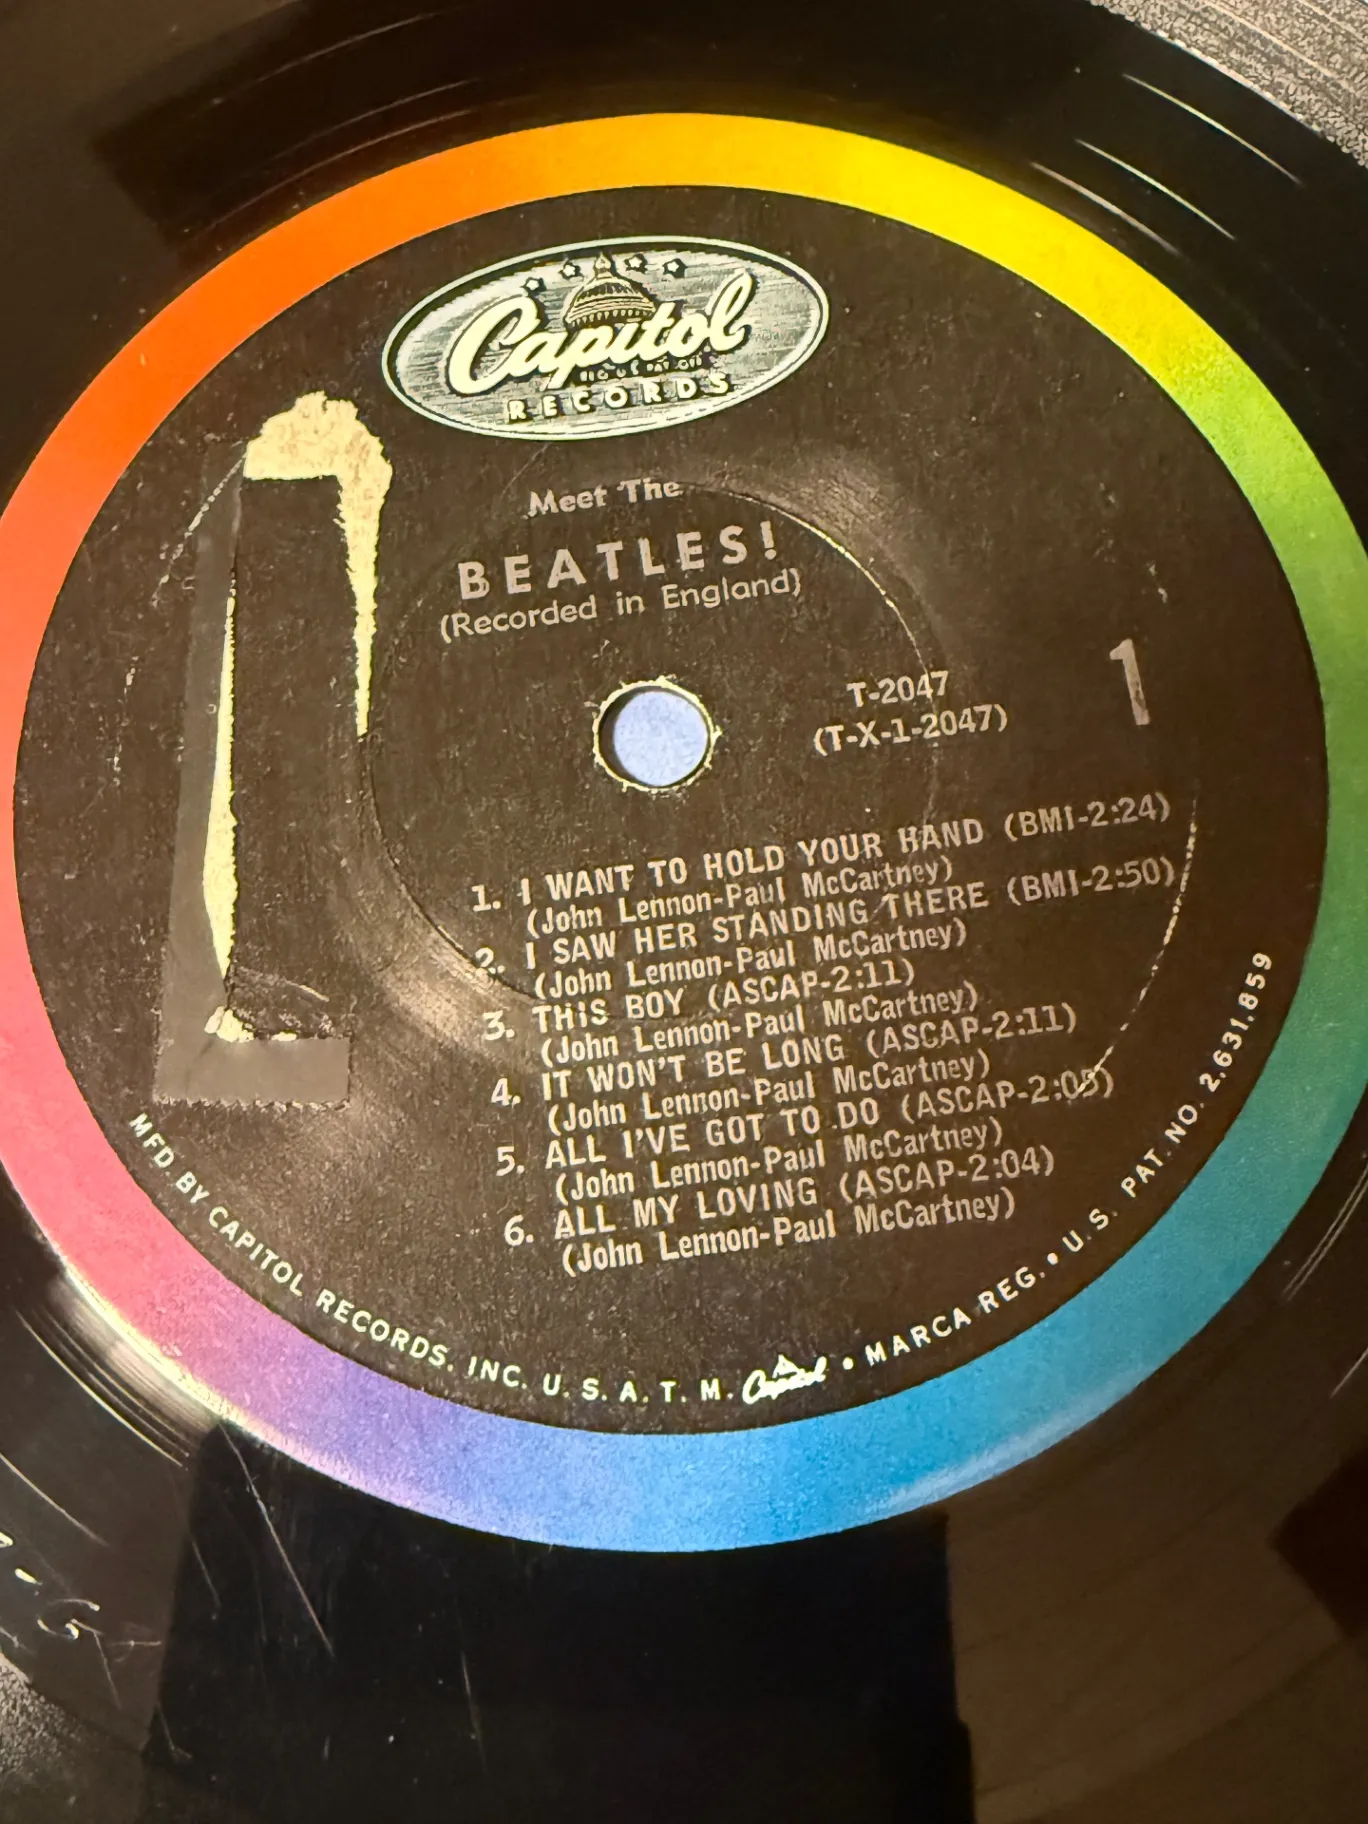 Capitol
REG. U.S. PAT. OFF.
RECORDS
Meet The
BEATLES!
(Recorded in England)
T-2047
(T-X-1-2047)
1
1. I WANT TO HOLD YOUR HAND (BMI-2:24)
(John Lennon-Paul McCartney)
2. I SAW HER STANDING THERE (BMI-2:50)
(John Lennon-Paul McCartney)
3. THIS BOY (ASCAP-2:11)
(John Lennon-Paul McCartney)
4. IT WON'T BE LONG (ASCAP-2:11)
(John Lennon-Paul McCartney)
5. ALL I'VE GOT TO DO (ASCAP-2:05)
(John Lennon-Paul McCartney)
6. ALL MY LOVING (ASCAP-2:04)
(John Lennon-Paul McCartney)
MFD BY CAPITOL RECORDS, INC. U. S. A. T. M. Capitol • MARCA REG. • U. S. PAT. NO. 2,631,859